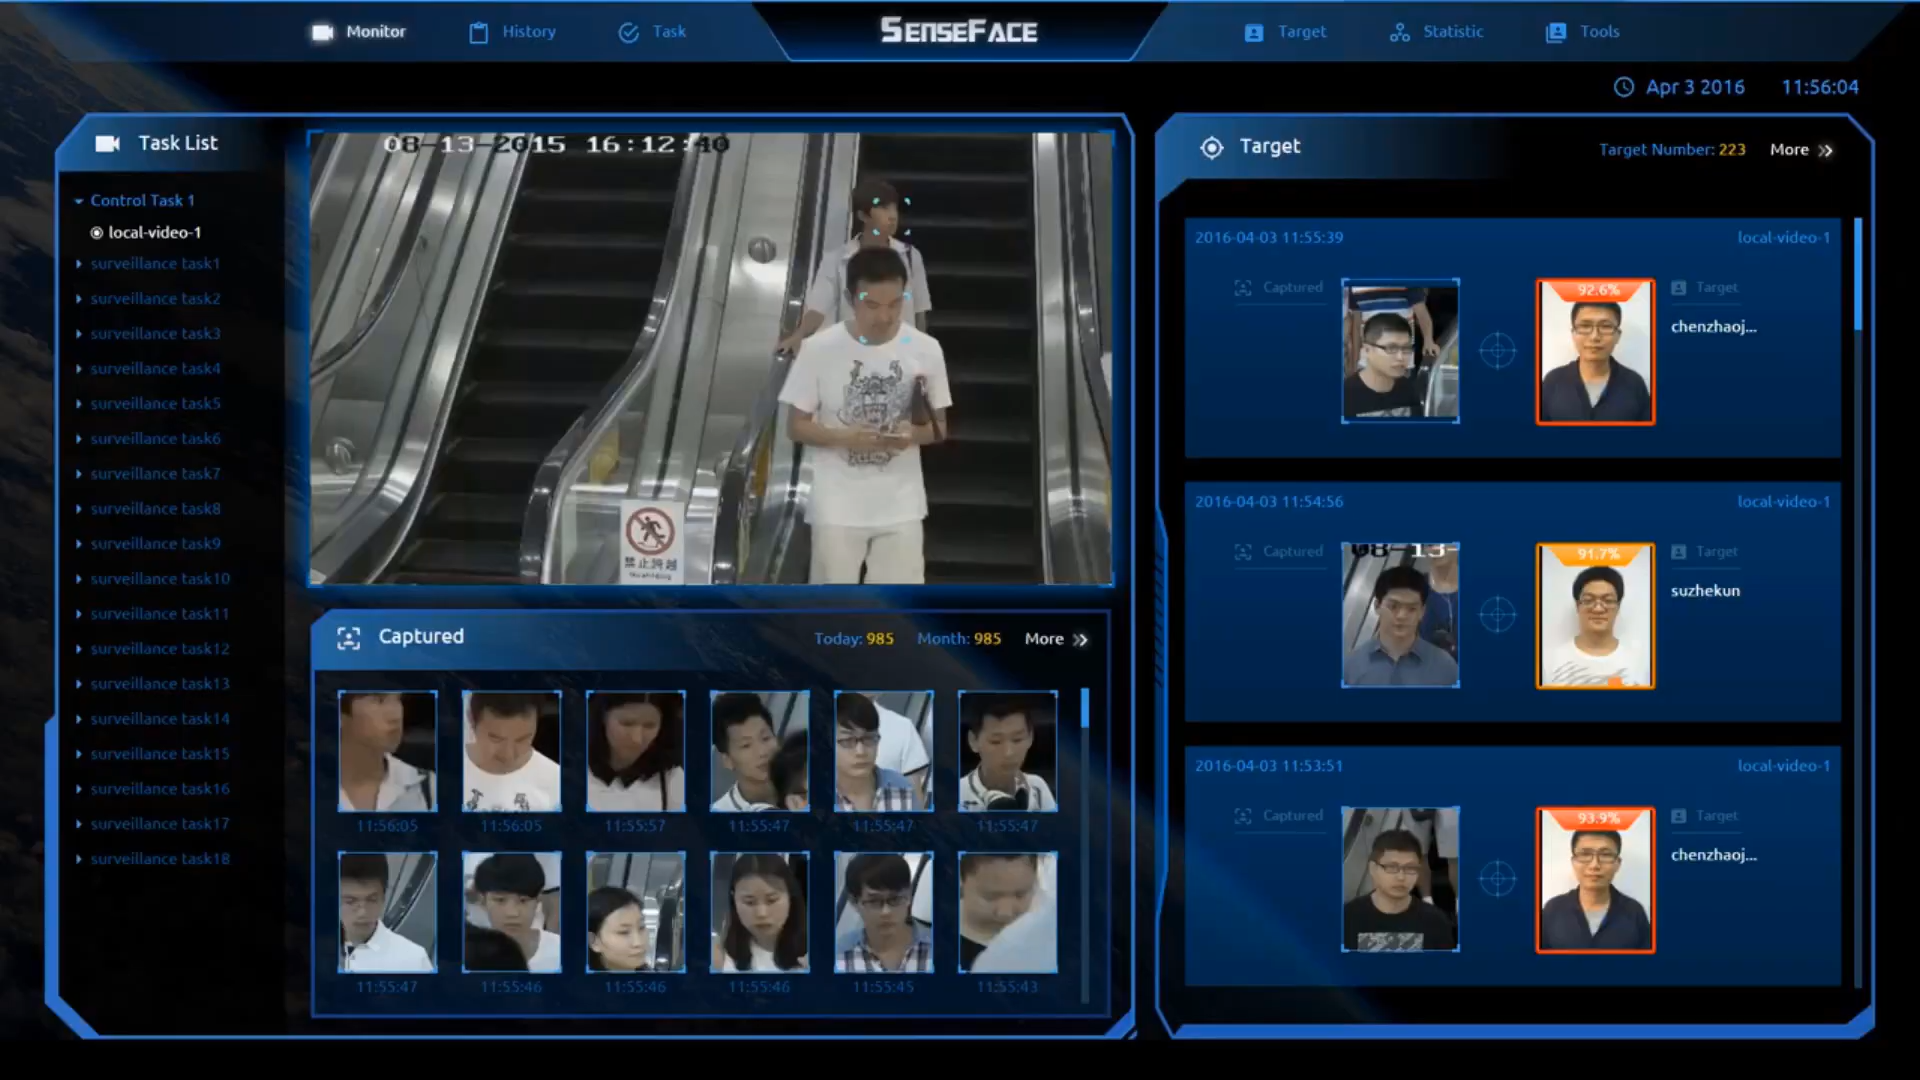 Monitor
History
Task
SENSEFACE
Target
Statistic
Tools
Apr 3 2016 11:56:04
Task List
Control Task 1
local-video-1
surveillance task1
surveillance task2
surveillance task3
surveillance task4
surveillance task5
surveillance task6
surveillance task7
surveillance task8
surveillance task9
surveillance task10
surveillance task11
surveillance task12
surveillance task13
surveillance task14
surveillance task15
surveillance task16
surveillance task17
surveillance task18
08-13-2015 16:12:40
禁止跨越
Captured
Today: 985 Month: 985 More
11:56:05 11:56:05 11:55:57 11:55:47 11:55:47 11:55:47
11:55:47 11:55:46 11:55:46 11:55:46 11:55:45 11:55:43
Target
Target Number: 223 More
2016-04-03 11:55:39 local-video-1
Captured
92.6%
Target
chenzhaoj...
2016-04-03 11:54:56 local-video-1
Captured
08-13-
91.7%
Target
suzhekun
2016-04-03 11:53:51 local-video-1
Captured
93.9%
Target
chenzhaoj...